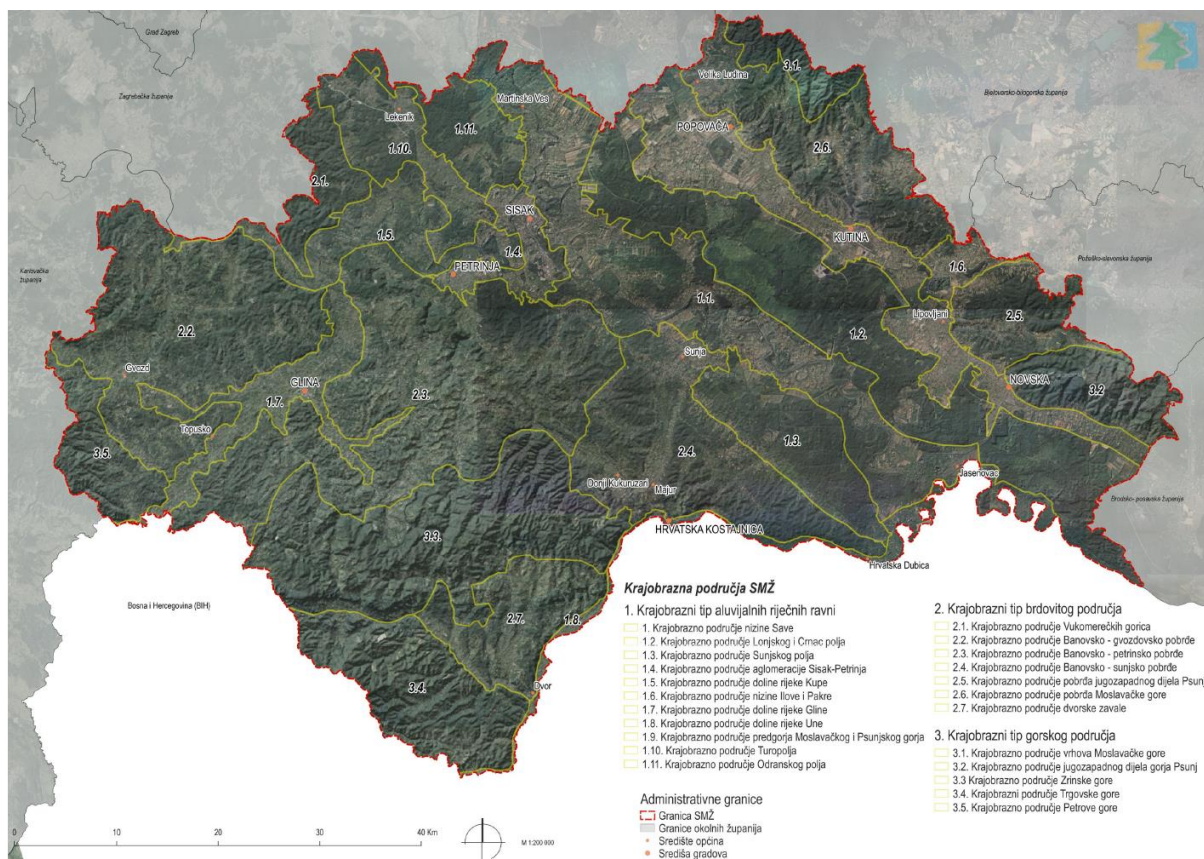 Grad Zagreb
Zagrebačka županija
Bjelovarsko-bilogorska županija
Karlovačka
županija
Požeško-slavonska županija
Brodsko- posavska županija
Bosna i Hercegovina (BIH)
Velika Ludina
3.1.
Martinska Ves
Lekenik
1.11.
POPOVAČA
1.10.
2.6.
2.1.
SISAK
1.5.
KUTINA
1.4.
PETRINJA
1.6.
1.1.
Lipovljani
2.5.
2.2.
1.2.
Sunja
Gvozd
GLINA
NOVSKA
3.2
1.7.
2.3.
Topusko
1.3.
3.5.
2.4.
Jasenovac
Donji Kukuruzari
Majur
HRVATSKA KOSTAJNICA
3.3.
Hrvatska Dubica
2.7.
1.8.
3.4.
Dvor
Krajobrazna područja SMŽ
1. Krajobrazni tip aluvijalnih riječnih ravni
1. Krajobrazno područje nizine Save
1.2. Krajobrazno područje Lonjskog i Črnac polja
1.3. Krajobrazno područje Sunjskog polja
1.4. Krajobrazno područje aglomeracije Sisak-Petrinja
1.5. Krajobrazno područje doline rijeke Kupe
1.6. Krajobrazno područje nizine Ilove i Pakre
1.7. Krajobrazno područje doline rijeke Gline
1.8. Krajobrazno područje doline rijeke Une
1.9. Krajobrazno područje predgorja Moslavačkog i Psunjskog gorja
1.10. Krajobrazno područje Turopolja
1.11. Krajobrazno područje Odranskog polja
2. Krajobrazni tip brdovitog područja
2.1. Krajobrazno područje Vukomerečkih gorica
2.2. Krajobrazno područje Banovsko - gvozdovsko pobrđe
2.3. Krajobrazno područje Banovsko - petrinjsko pobrđe
2.4. Krajobrazno područje Banovsko - sunjsko pobrđe
2.5. Krajobrazno područje pobrđa jugozapadnog dijela Psunj
2.6. Krajobrazno područje pobrđa Moslavačke gore
2.7. Krajobrazno područje dvorske zavale
3. Krajobrazni tip gorskog područja
3.1. Krajobrazno područje vrhova Moslavačke gore
3.2. Krajobrazno područje jugozapadnog dijela gorja Psunj
3.3 Krajobrazno područje Zrinske gore
3.4. Krajobrazni područje Trgovske gore
3.5. Krajobrazno područje Petrove gore
Administrativne granice
Granica SMŽ
Granice okolnih županija
Središte općina
Središa gradova
0 10 20 30 40 Km
M 1:200 000